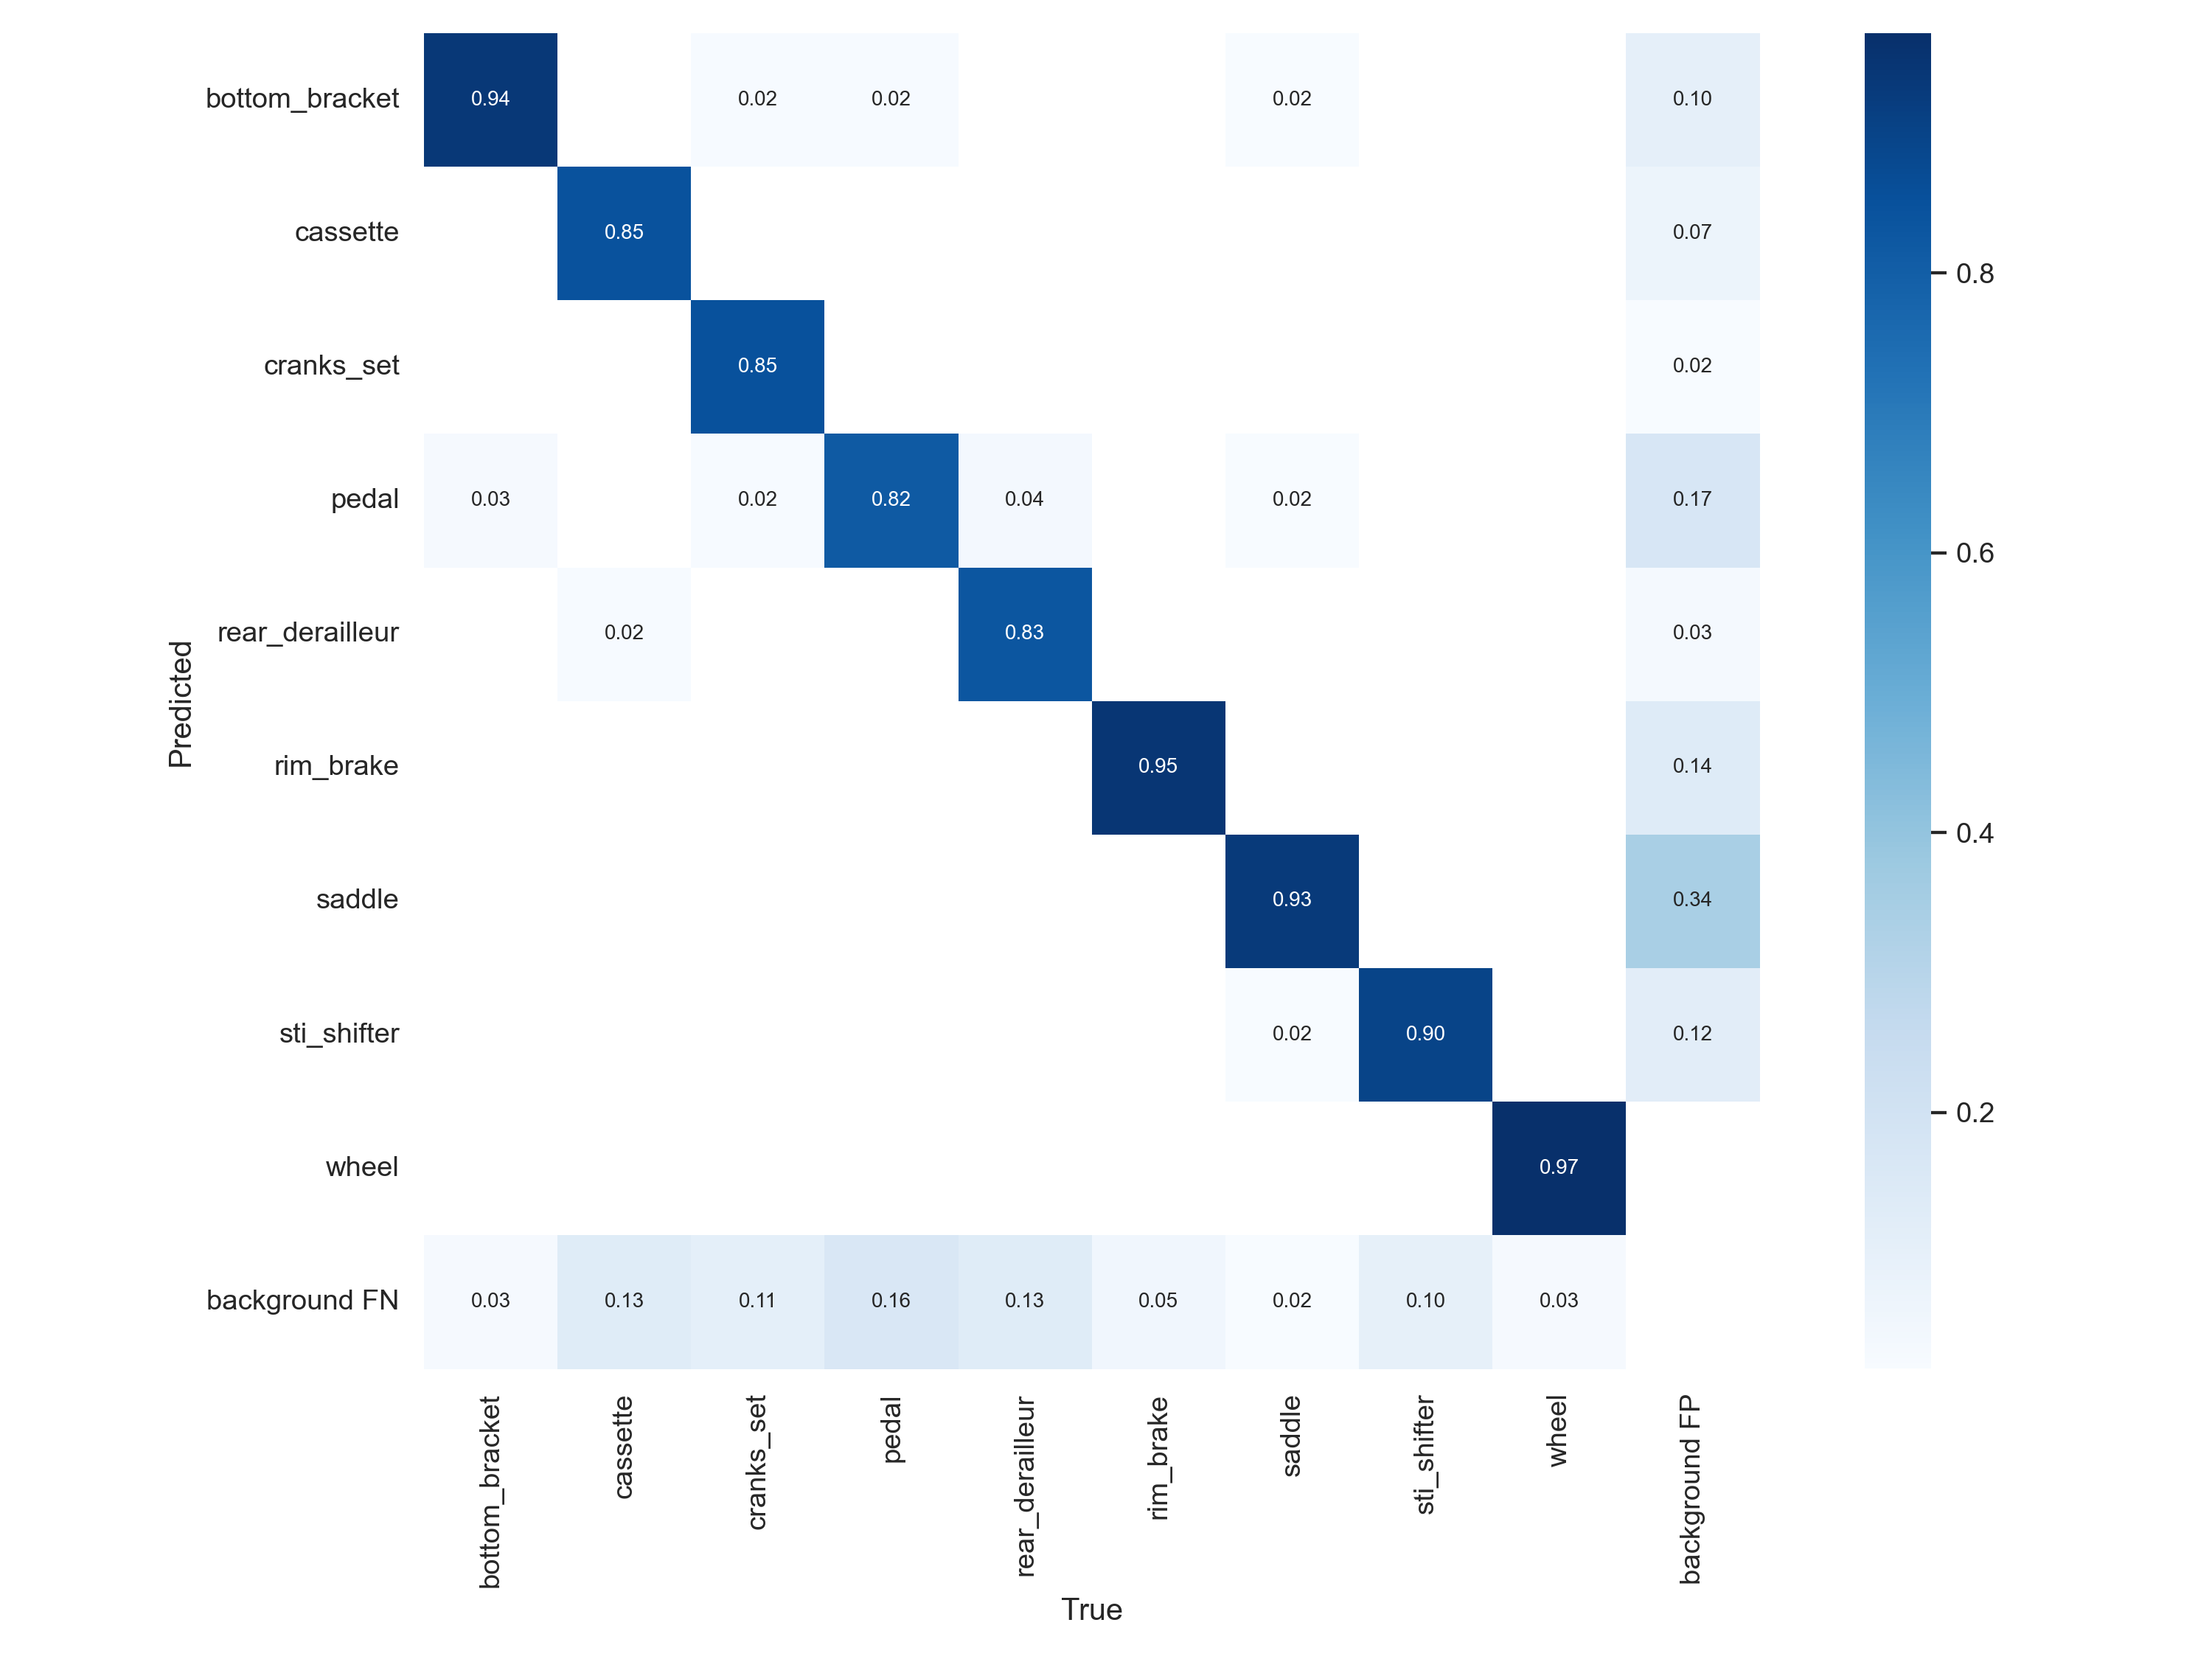 bottom_bracket 0.94 0.02 0.02 0.02 0.10
cassette 0.85 0.07
cranks_set 0.85 0.02
pedal 0.03 0.02 0.82 0.04 0.02 0.17
rear_derailleur 0.02 0.83 0.03
rim_brake 0.95 0.14
saddle 0.93 0.34
sti_shifter 0.02 0.90 0.12
wheel 0.97
background FN 0.03 0.13 0.11 0.16 0.13 0.05 0.02 0.10 0.03
Predicted
bottom_bracket
cassette
cranks_set
pedal
rear_derailleur
rim_brake
saddle
sti_shifter
wheel
background FP
True
0.8
0.6
0.4
0.2